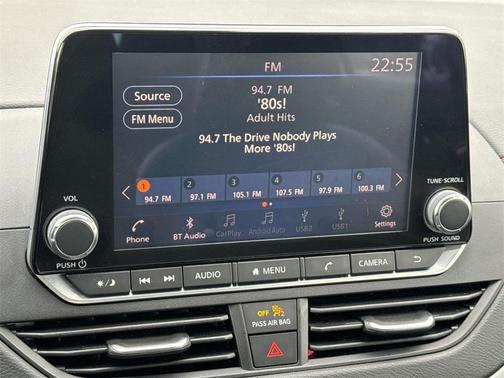 FM 22:55
Source
94.7 FM
'80s!
Adult Hits
FM Menu
94.7 The Drive Nobody Plays
More '80s!
1 2 3 4 5 6
94.7 FM 97.1 FM 105.1 FM 107.5 FM 97.9 FM 100.3 FM
Phone BT Audio CarPlay Android Auto USB2 USB1 Settings
VOL
PUSH
TUNE·SCROLL
PUSH SOUND
AUDIO MENU CAMERA
OFF 2
PASS AIR BAG